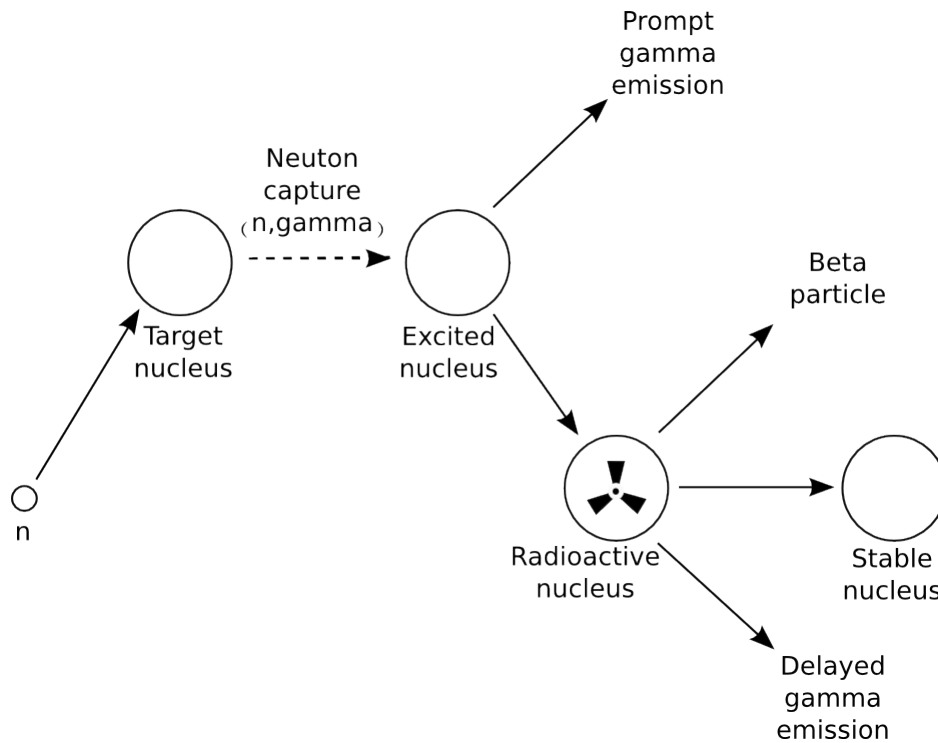 Prompt
gamma
emission
Neuton
capture
(n,gamma)
Target
nucleus
Excited
nucleus
n
Beta
particle
Radioactive
nucleus
Stable
nucleus
Delayed
gamma
emission